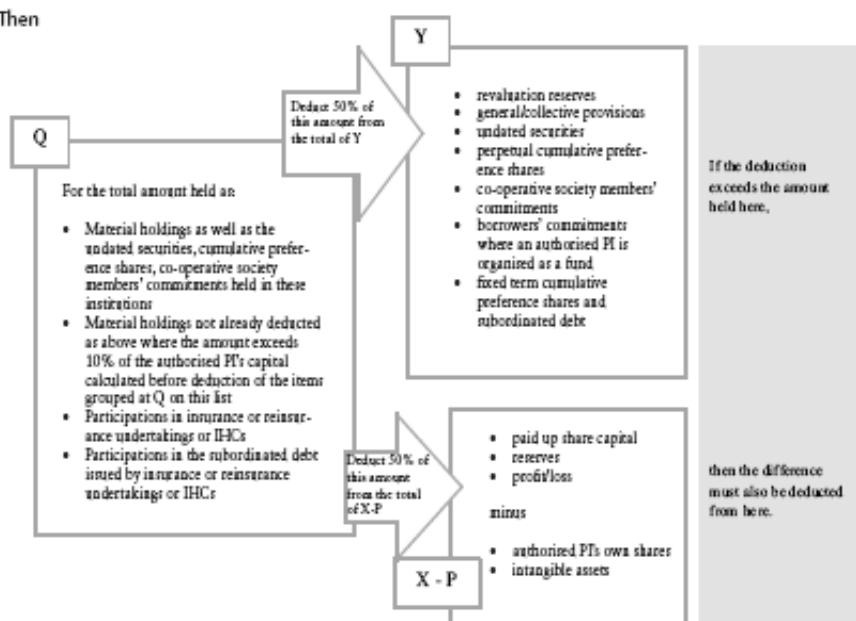 Then
Q
For the total amount held as:
• Material holdings as well as the
undated securities, cumulative prefer-
ence shares, co-operative society
members' commitments held in these
institutions
• Material holdings not already deducted
as above where the amount exceeds
10% of the authorised PI's capital
calculated before deduction of the items
grouped at Q on this list
• Participations in insurance or reinsur-
ance undertakings or IHCs
• Participations in the subordinated debt
issued by insurance or reinsurance
undertakings or IHCs
Deduct 50% of
this amount from
the total of Y
Y
• revaluation reserves
• general/collective provisions
• undated securities
• perpetual cumulative prefer-
ence shares
• co-operative society members'
commitments
• borrowers' commitments
where an authorised PI is
organised as a fund
• fixed term cumulative
preference shares and
subordinated debt
If the deduction
exceeds the amount
held here,
Deduct 50% of
this amount
from the total
of X-P
X - P
• paid up share capital
• reserves
• profit/loss
minus
• authorised PI's own shares
• intangible assets
then the difference
must also be deducted
from here.